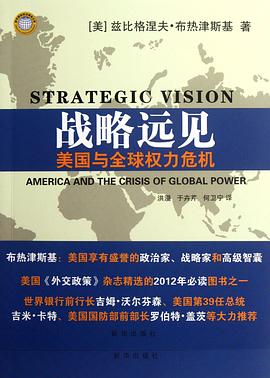 [美] 兹比格涅夫·布热津斯基 著
STRATEGIC VISION
战略远见
美国与全球权力危机
AMERICA AND THE CRISIS OF GLOBAL POWER
洪漫 于卉芹 何卫宁 译
布热津斯基：美国享有盛誉的政治家、战略家和高级智囊
美国《外交政策》杂志精选的2012年必读图书之一
世界银行前行长吉姆·沃尔芬森、美国第39任总统
吉米·卡特、美国国防部前部长罗伯特·盖茨等大力推荐
新华出版社
新华出版社